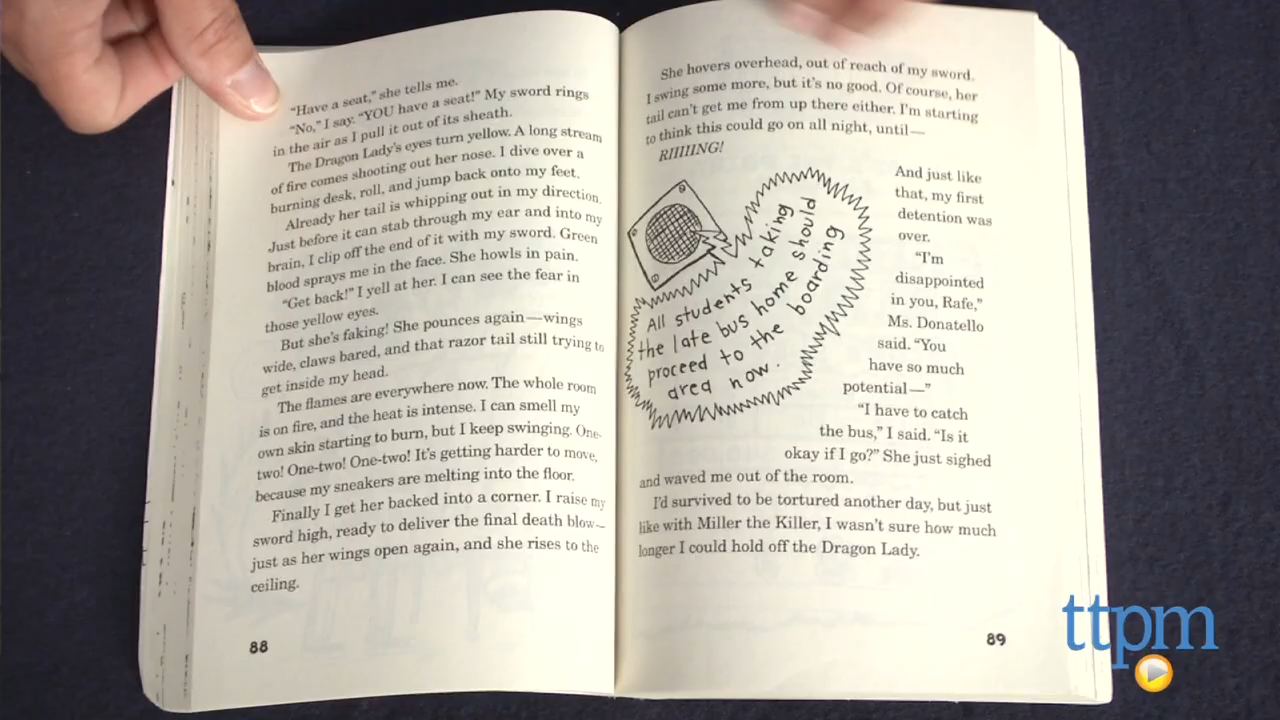 "Have a seat," she tells me.
"No," I say. "YOU have a seat!" My sword rings
in the air as I pull it out of its sheath.
The Dragon Lady's eyes turn yellow. A long stream
of fire comes shooting out her nose. I dive over a
burning desk, roll, and jump back onto my feet.
Already her tail is whipping out in my direction.
Just before it can stab through my ear and into my
brain, I clip off the end of it with my sword. Green
blood sprays me in the face. She howls in pain.
"Get back!" I yell at her. I can see the fear in
those yellow eyes.
But she's faking! She pounces again—wings
wide, claws bared, and that razor tail still trying to
get inside my head.
The flames are everywhere now. The whole room
is on fire, and the heat is intense. I can smell my
own skin starting to burn, but I keep swinging. One-
two! One-two! One-two! It's getting harder to move,
because my sneakers are melting into the floor.
Finally I get her backed into a corner. I raise my
sword high, ready to deliver the final death blow—
just as her wings open again, and she rises to the
ceiling.
88
She hovers overhead, out of reach of my sword.
I swing some more, but it's no good. Of course, her
tail can't get me from up there either. I'm starting
to think this could go on all night, until—
RIIIIING!
All students taking
the late bus home should
proceed to the boarding
area now.
And just like
that, my first
detention was
over.
"I'm
disappointed
in you, Rafe,"
Ms. Donatello
said. "You
have so much
potential—"
"I have to catch
the bus," I said. "Is it
okay if I go?" She just sighed
and waved me out of the room.
I'd survived to be tortured another day, but just
like with Miller the Killer, I wasn't sure how much
longer I could hold off the Dragon Lady.
89
ttpm